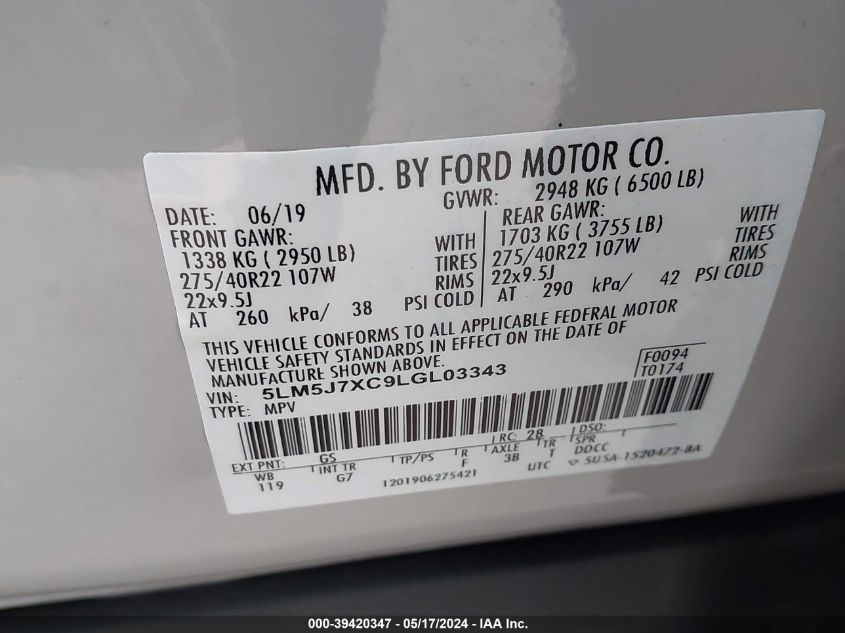 MFD. BY FORD MOTOR CO.
DATE: 06/19 GVWR: 2948 KG ( 6500 LB)
FRONT GAWR: REAR GAWR:
1338 KG ( 2950 LB) WITH 1703 KG ( 3755 LB) WITH
275/40R22 107W TIRES 275/40R22 107W TIRES
22x9.5J RIMS 22x9.5J RIMS
AT 260 kPa/ 38 PSI COLD AT 290 kPa/ 42 PSI COLD
THIS VEHICLE CONFORMS TO ALL APPLICABLE FEDERAL MOTOR
VEHICLE SAFETY STANDARDS IN EFFECT ON THE DATE OF
MANUFACTURE SHOWN ABOVE. F0094
VIN: 5LM5J7XC9LGL03343 T0174
TYPE: MPV
EXT PNT: GS RC: 28 DSO:
WB INT TR TP/PS R AXLE TR SPR
119 G7 F 3B T DDCC
1201906275421 UTC 5U5A-1520472-BA
000-39420347 - 05/17/2024 - IAA Inc.